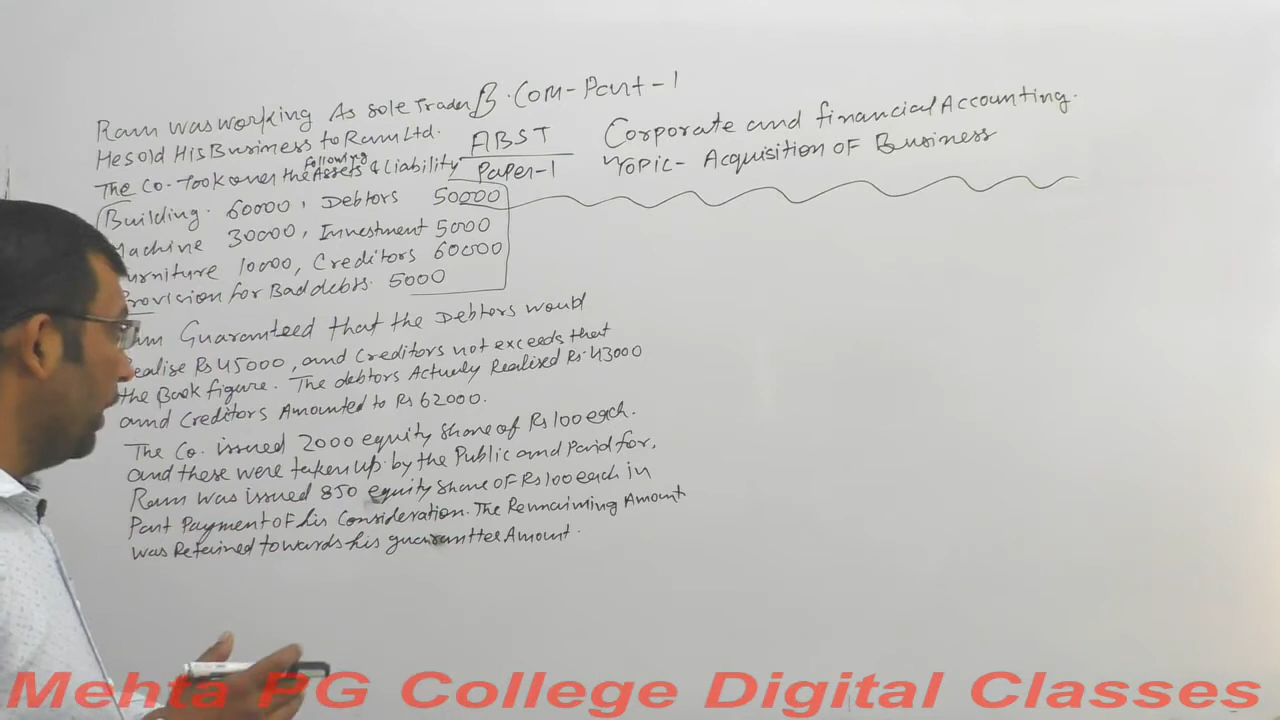 B.Com-Part-1
Ram was working As sole Trader
He sold His Business to Ram Ltd.
ABST
Paper-1
Corporate and financial Accounting.
Topic- Acquisition OF Business
The Co. Took over the Following Assets & Liability
Building. 60000, Debtors 50000
Machine 30000, Investment 5000
Furniture 10000, Creditors 60000
Provision for Bad debts. 5000
Ram Guaranteed that the Debtors would
Realise Rs 45000, and Creditors not exceeds that
the Book figure. The debtors Actually Realised Rs. 43000
and Creditors Amounted to Rs 62000.
The Co. issued 2000 equity share of Rs 100 each.
and these were taken up by the Public and Paid for,
Ram was issued 850 equity share OF Rs 100 each in
Part Payment OF his Consideration. The Remaining Amount
was Retained towards his guarantee Amount.
Mehta PG College Digital Classes